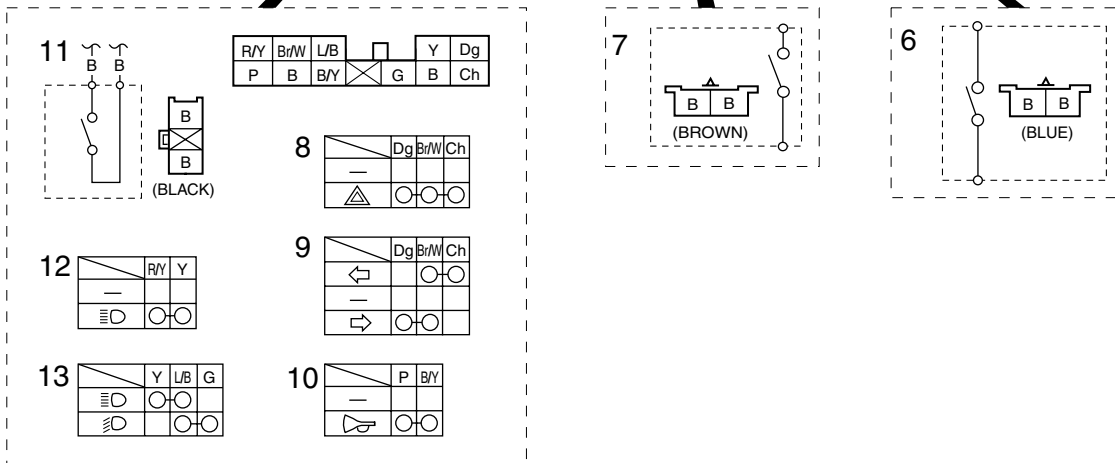 11
B B
B
B
(BLACK)
R/Y Br/W L/B Y Dg
P B B/Y G B Ch
8
Dg Br/W Ch
—
9
Dg Br/W Ch
—
12
R/Y Y
—
13
Y L/B G
10
P B/Y
—
7
B B
(BROWN)
6
B B
(BLUE)